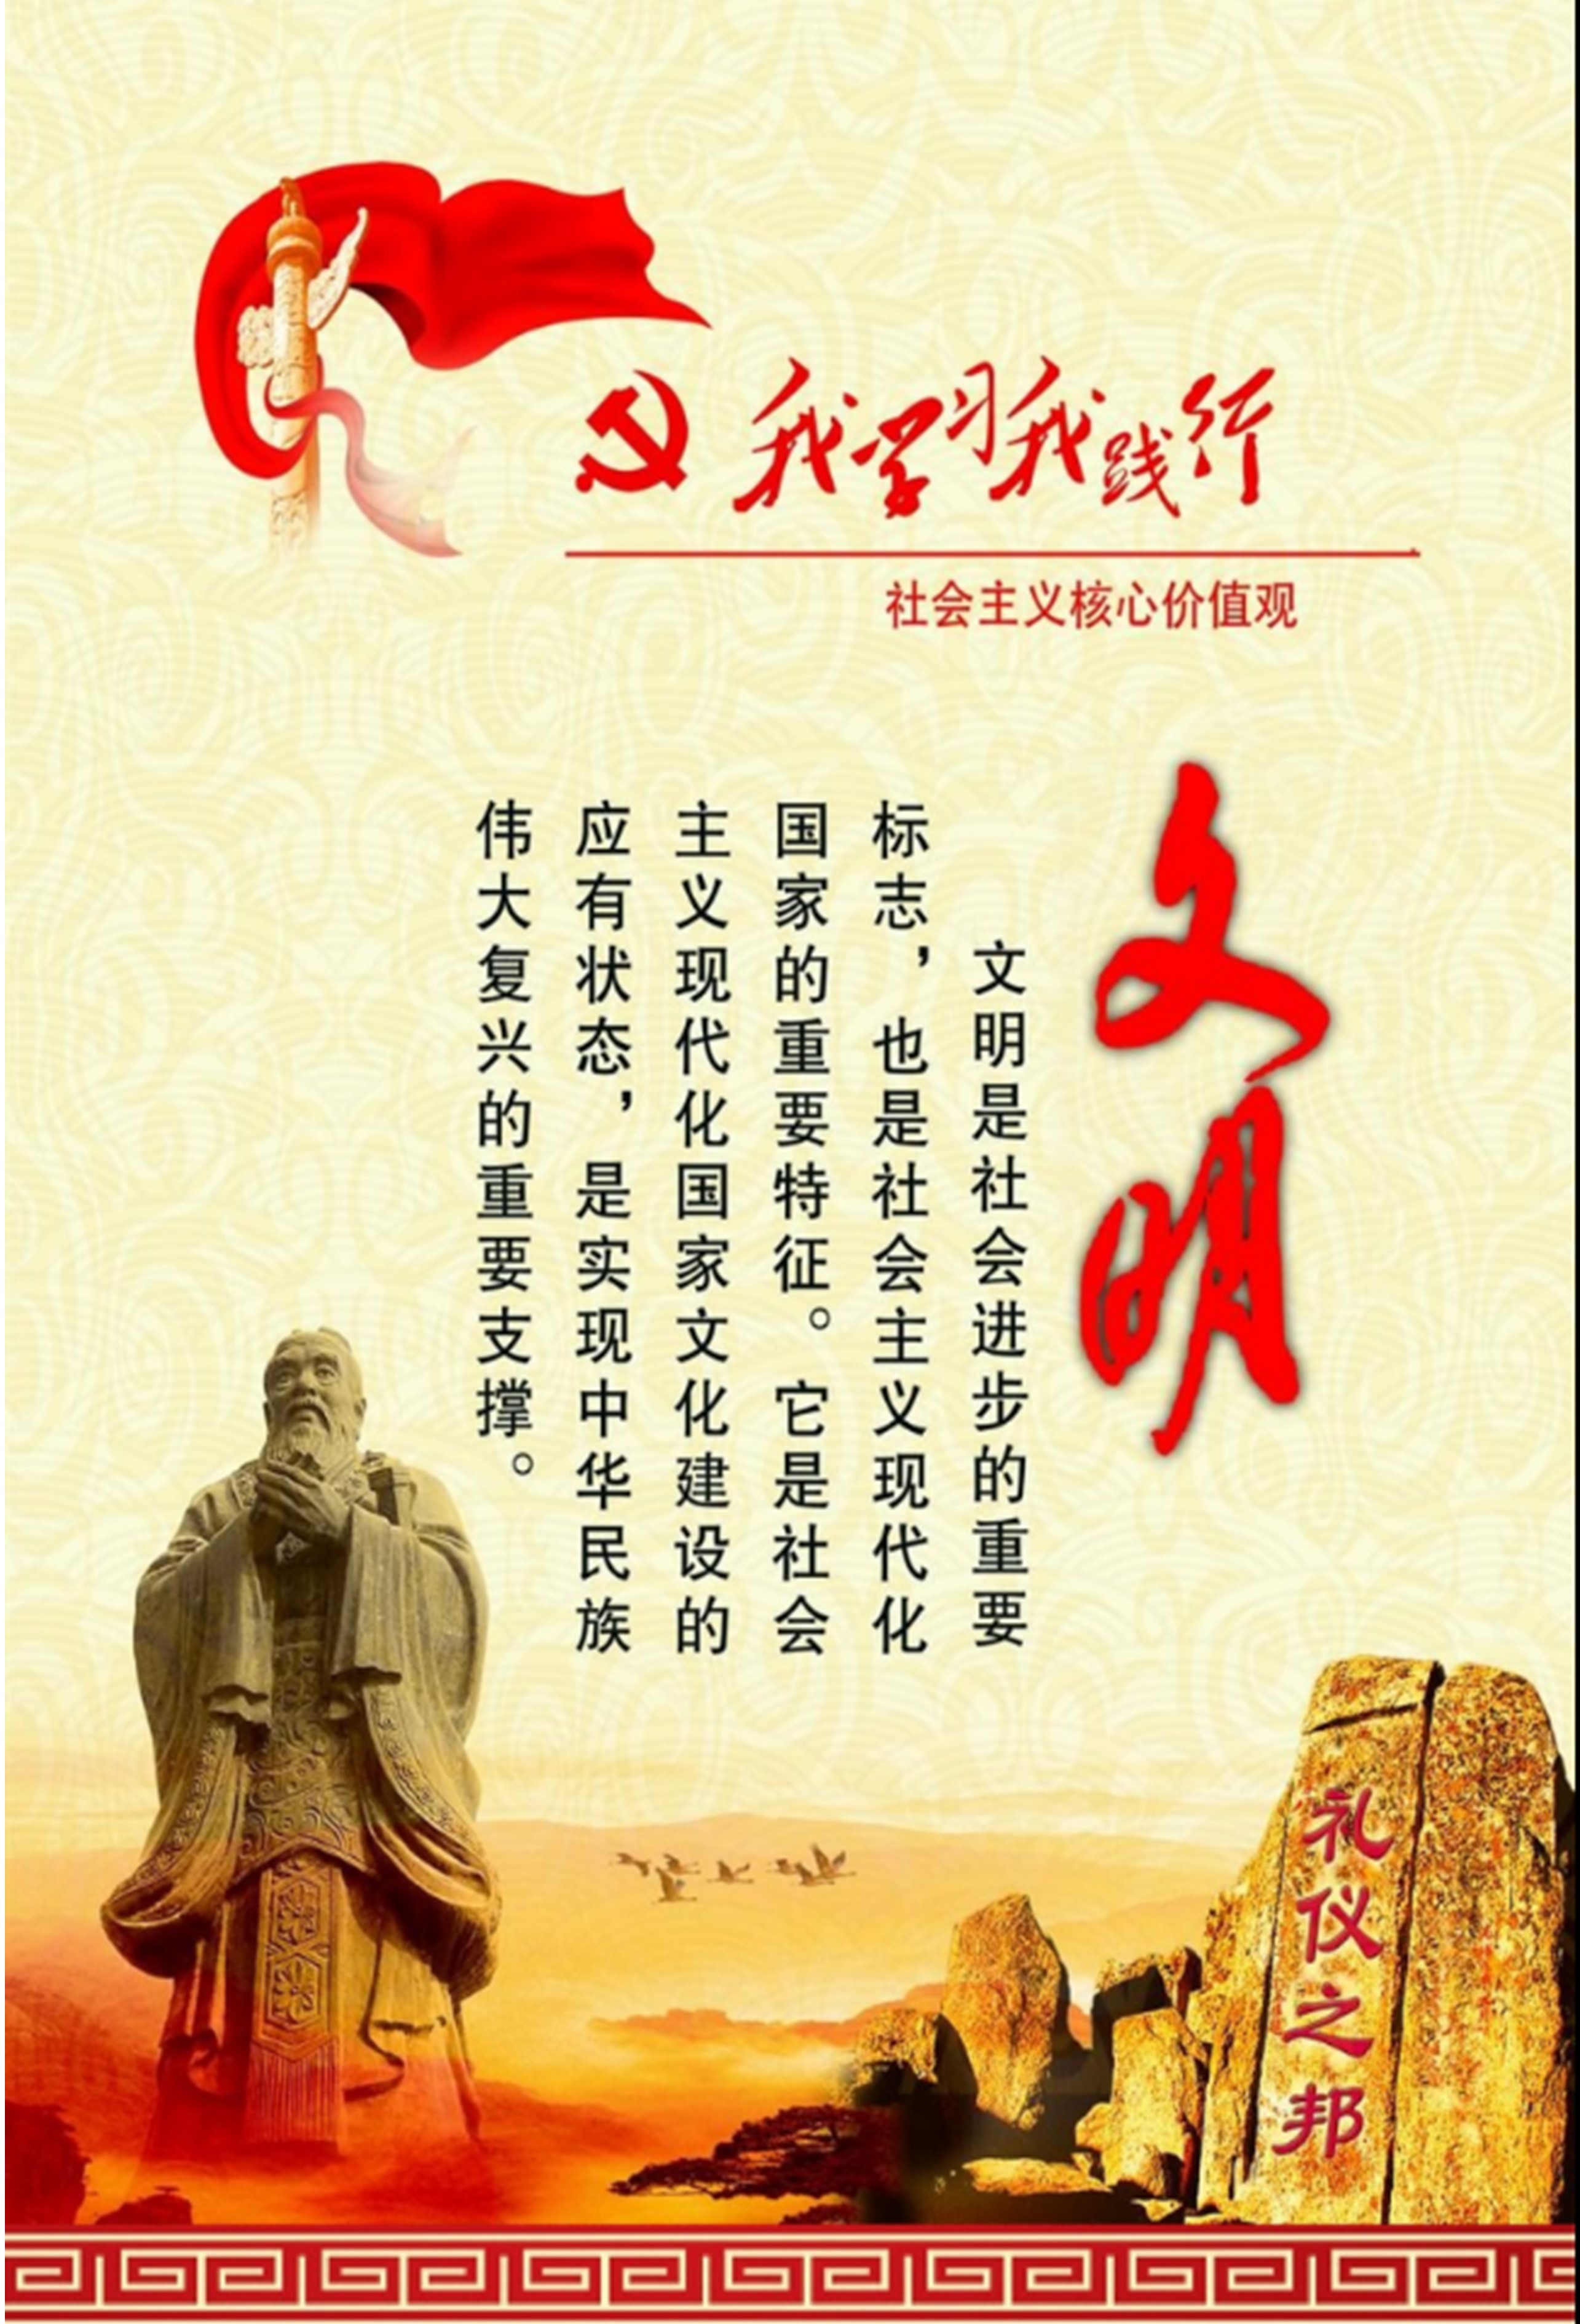 我学习我践行
社会主义核心价值观
文明
文明是社会进步的重要
标志，也是社会主义现代化
国家的重要特征。它是社会
主义现代化国家文化建设的
应有状态，是实现中华民族
伟大复兴的重要支撑。
礼仪之邦